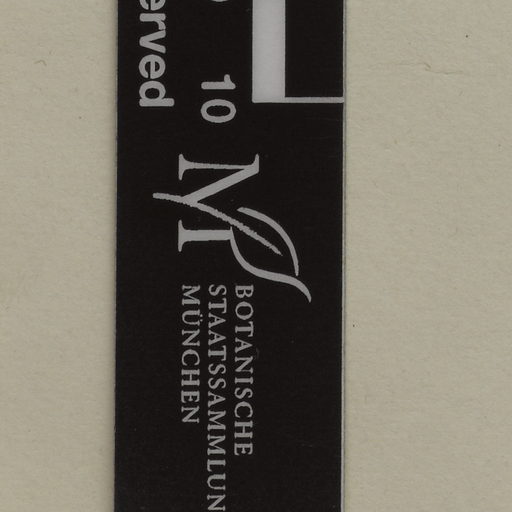 erved
10
M
BOTANISCHE
STAATSSAMMLUN
MÜNCHEN